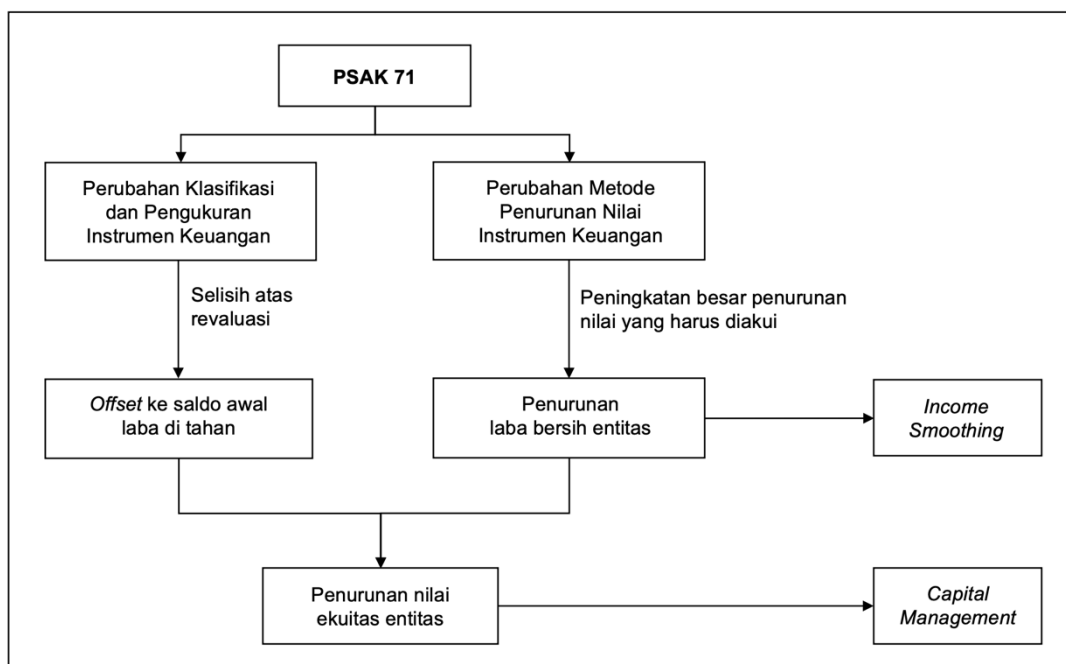 PSAK 71
Perubahan Klasifikasi
dan Pengukuran
Instrumen Keuangan
Perubahan Metode
Penurunan Nilai
Instrumen Keuangan
Selisih atas
revaluasi
Peningkatan besar penurunan
nilai yang harus diakui
Offset ke saldo awal
laba di tahan
Penurunan
laba bersih entitas
Income
Smoothing
Penurunan nilai
ekuitas entitas
Capital
Management